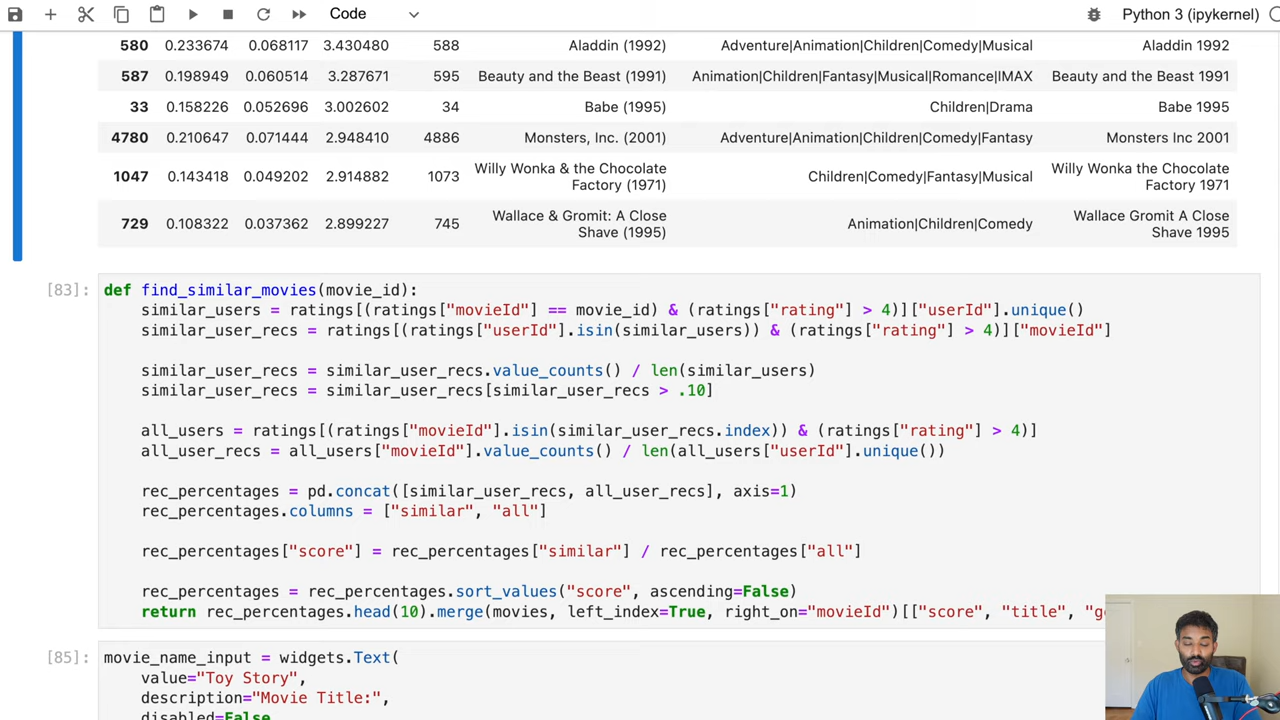 Code
Python 3 (ipykernel)
580 0.233674 0.068117 3.430480 588 Aladdin (1992) Adventure|Animation|Children|Comedy|Musical Aladdin 1992
587 0.198949 0.060514 3.287671 595 Beauty and the Beast (1991) Animation|Children|Fantasy|Musical|Romance|IMAX Beauty and the Beast 1991
33 0.158226 0.052696 3.002602 34 Babe (1995) Children|Drama Babe 1995
4780 0.210647 0.071444 2.948410 4886 Monsters, Inc. (2001) Adventure|Animation|Children|Comedy|Fantasy Monsters Inc 2001
Willy Wonka & the Chocolate Willy Wonka the Chocolate
1047 0.143418 0.049202 2.914882 1073 Children|Comedy|Fantasy|Musical
Factory (1971) Factory 1971
Wallace & Gromit: A Close Wallace Gromit A Close
729 0.108322 0.037362 2.899227 745 Animation|Children|Comedy
Shave (1995) Shave 1995
[83]: def find_similar_movies(movie_id):
similar_users = ratings[(ratings["movieId"] == movie_id) & (ratings["rating"] > 4)]["userId"].unique()
similar_user_recs = ratings[(ratings["userId"].isin(similar_users)) & (ratings["rating"] > 4)]["movieId"]
similar_user_recs = similar_user_recs.value_counts() / len(similar_users)
similar_user_recs = similar_user_recs[similar_user_recs > .10]
all_users = ratings[(ratings["movieId"].isin(similar_user_recs.index)) & (ratings["rating"] > 4)]
all_user_recs = all_users["movieId"].value_counts() / len(all_users["userId"].unique())
rec_percentages = pd.concat([similar_user_recs, all_user_recs], axis=1)
rec_percentages.columns = ["similar", "all"]
rec_percentages["score"] = rec_percentages["similar"] / rec_percentages["all"]
rec_percentages = rec_percentages.sort_values("score", ascending=False)
return rec_percentages.head(10).merge(movies, left_index=True, right_on="movieId")[["score", "title", "g
[85]: movie_name_input = widgets.Text(
value="Toy Story",
description="Movie Title:",
disabled=False